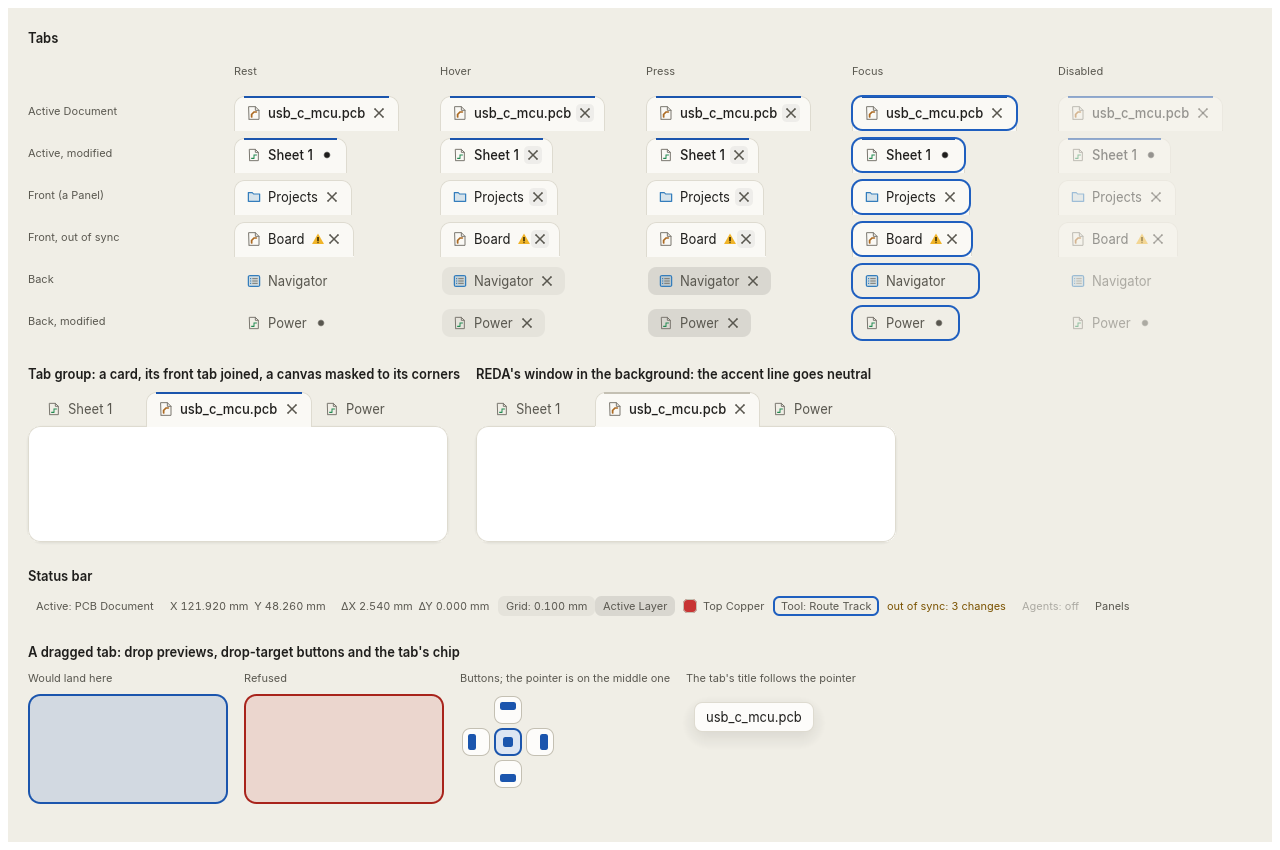 Tabs
Rest Hover Press Focus Disabled
Active Document usb_c_mcu.pcb usb_c_mcu.pcb usb_c_mcu.pcb usb_c_mcu.pcb usb_c_mcu.pcb
Active, modified Sheet 1 Sheet 1 Sheet 1 Sheet 1 Sheet 1
Front (a Panel) Projects Projects Projects Projects Projects
Front, out of sync Board Board Board Board Board
Back Navigator Navigator Navigator Navigator Navigator
Back, modified Power Power Power Power Power
Tab group: a card, its front tab joined, a canvas masked to its corners REDA's window in the background: the accent line goes neutral
Sheet 1 usb_c_mcu.pcb Power Sheet 1 usb_c_mcu.pcb Power
Status bar
Active: PCB Document X 121.920 mm Y 48.260 mm ΔX 2.540 mm ΔY 0.000 mm Grid: 0.100 mm Active Layer Top Copper Tool: Route Track out of sync: 3 changes Agents: off Panels
A dragged tab: drop previews, drop-target buttons and the tab's chip
Would land here Refused Buttons; the pointer is on the middle one The tab's title follows the pointer
usb_c_mcu.pcb